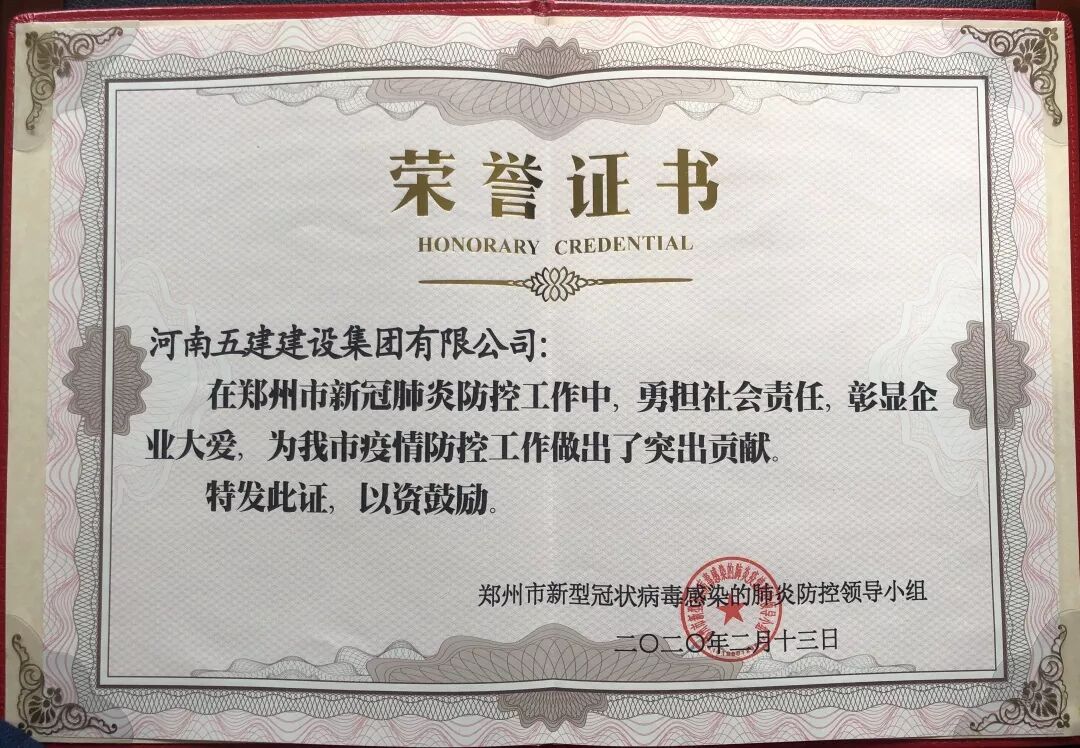 荣誉证书
HONORARY CREDENTIAL
河南五建建设集团有限公司:
在郑州市新冠肺炎防控工作中,勇担社会责任,彰显企
业大爱,为我市疫情防控工作做出了突出贡献。
特发此证,以资鼓励。
郑州市新型冠状病毒感染的肺炎防控领导小组
二〇二〇年二月十三日